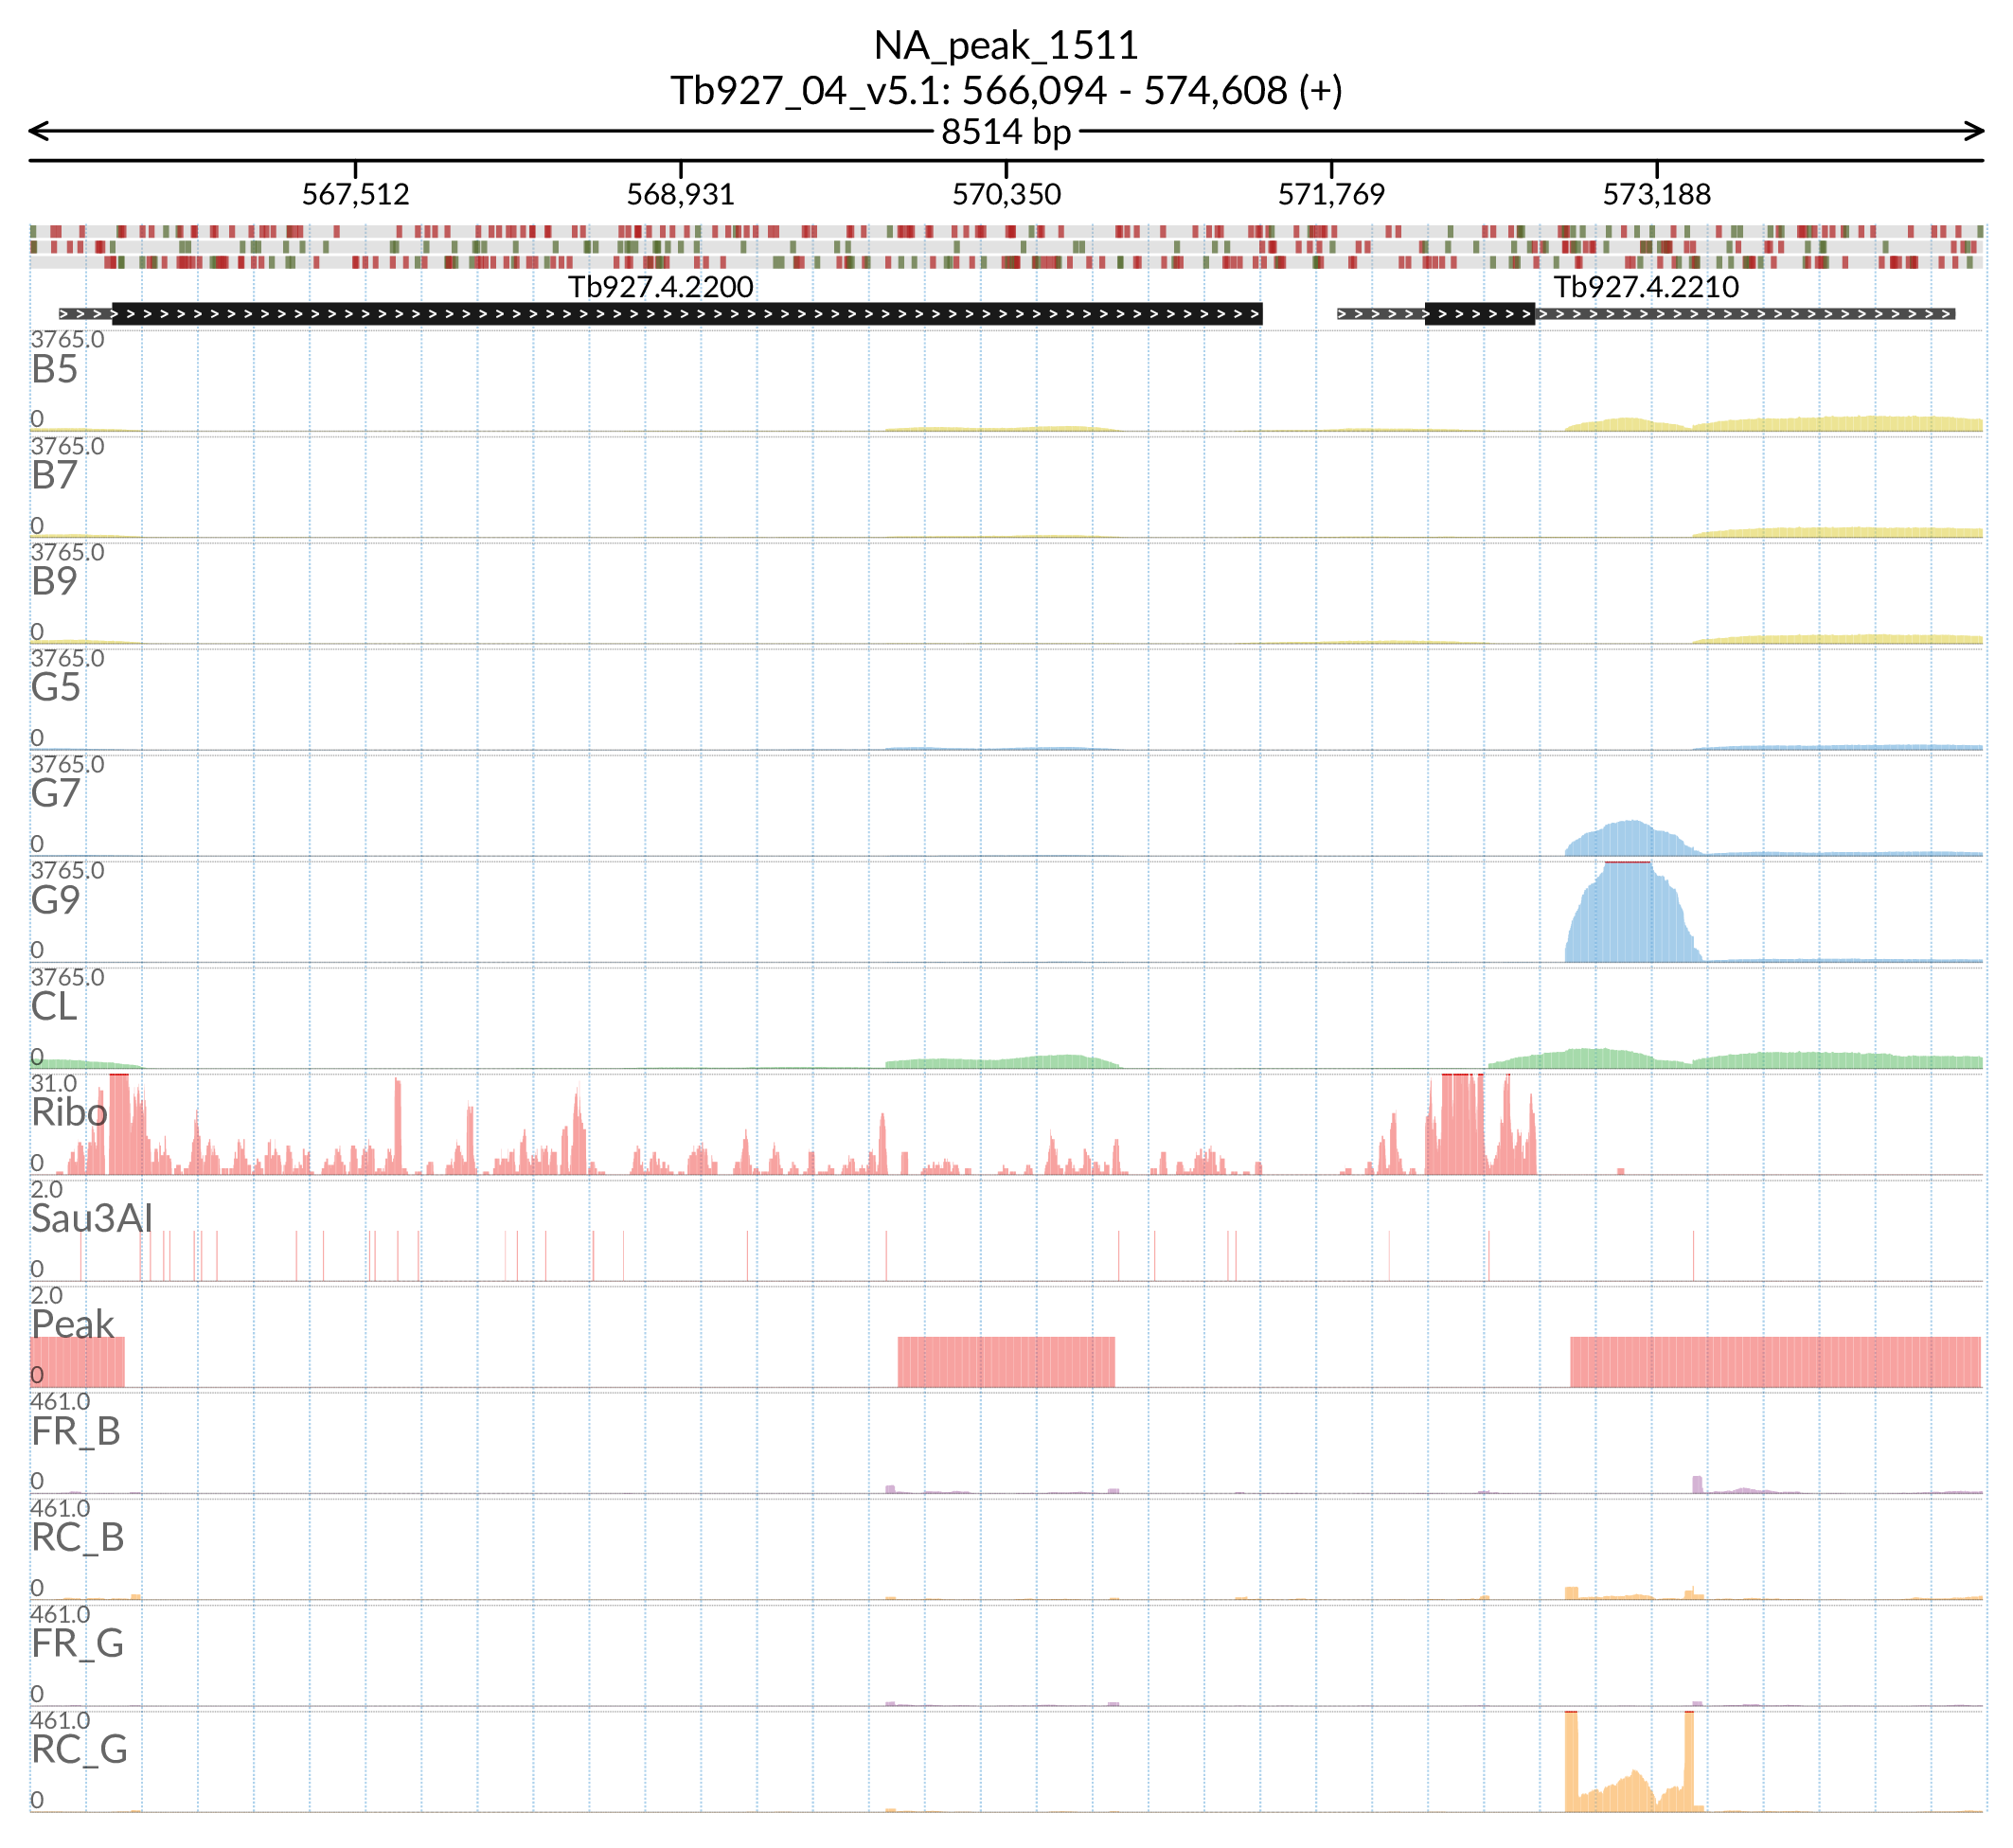 NA_peak_1511
Tb927_04_v5.1: 566,094 - 574,608 (+)
8514 bp
567,512 568,931 570,350 571,769 573,188
Tb927.4.2200 Tb927.4.2210
3765.0
B5
0
3765.0
B7
0
3765.0
B9
0
3765.0
G5
0
3765.0
G7
0
3765.0
G9
0
3765.0
CL
0
31.0
Ribo
0
2.0
Sau3AI
0
2.0
Peak
0
461.0
FR_B
0
461.0
RC_B
0
461.0
FR_G
0
461.0
RC_G
0